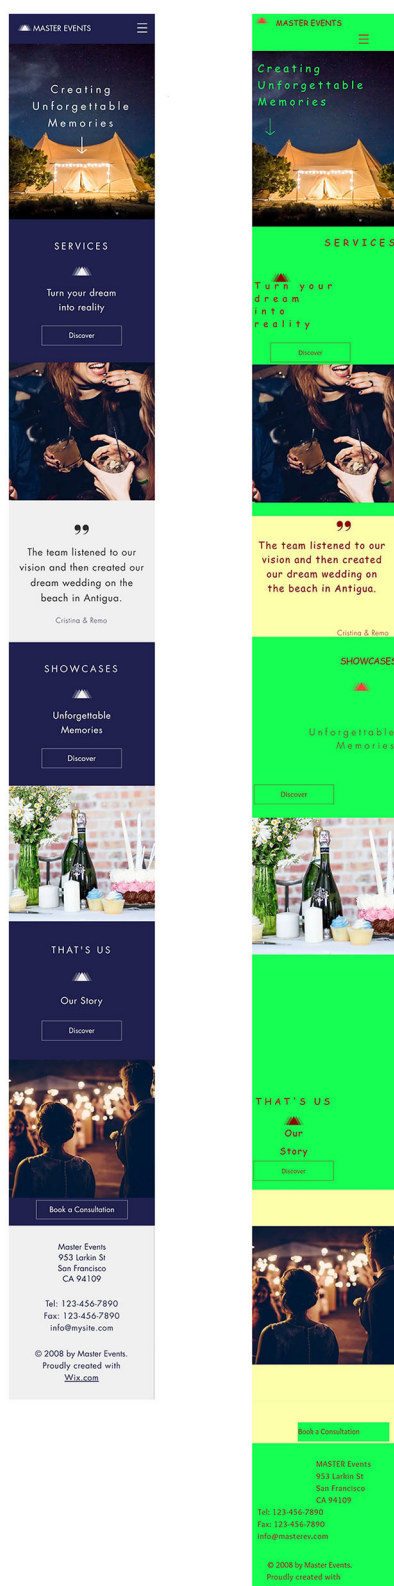 MASTER EVENTS
Creating
Unforgettable
Memories
SERVICES
Turn your dream
into reality
Discover
”
The team listened to our
vision and then created our
dream wedding on the
beach in Antigua.
Cristina & Remo
SHOWCASES
Unforgettable
Memories
Discover
THAT'S US
Our Story
Discover
Book a Consultation
Master Events
953 Larkin St
San Francisco
CA 94109
Tel: 123-456-7890
Fax: 123-456-7890
info@mysite.com
© 2008 by Master Events.
Proudly created with
Wix.com
MASTER EVENTS
Creating
Unforgettable
Memories
SERVICES
Turn your
dream
into
reality
Discover
”
The team listened to our
vision and then created
our dream wedding on
the beach in Antigua.
Cristina & Remo
SHOWCASES
Unforgettable
Memories
Discover
THAT'S US
Our
Story
Discover
Book a Consultation
MASTER Events
953 Larkin St
San Francisco
CA 94109
Tel: 123-456-7890
Fax: 123-456-7890
info@masterev.com
© 2008 by Master Events.
Proudly created with